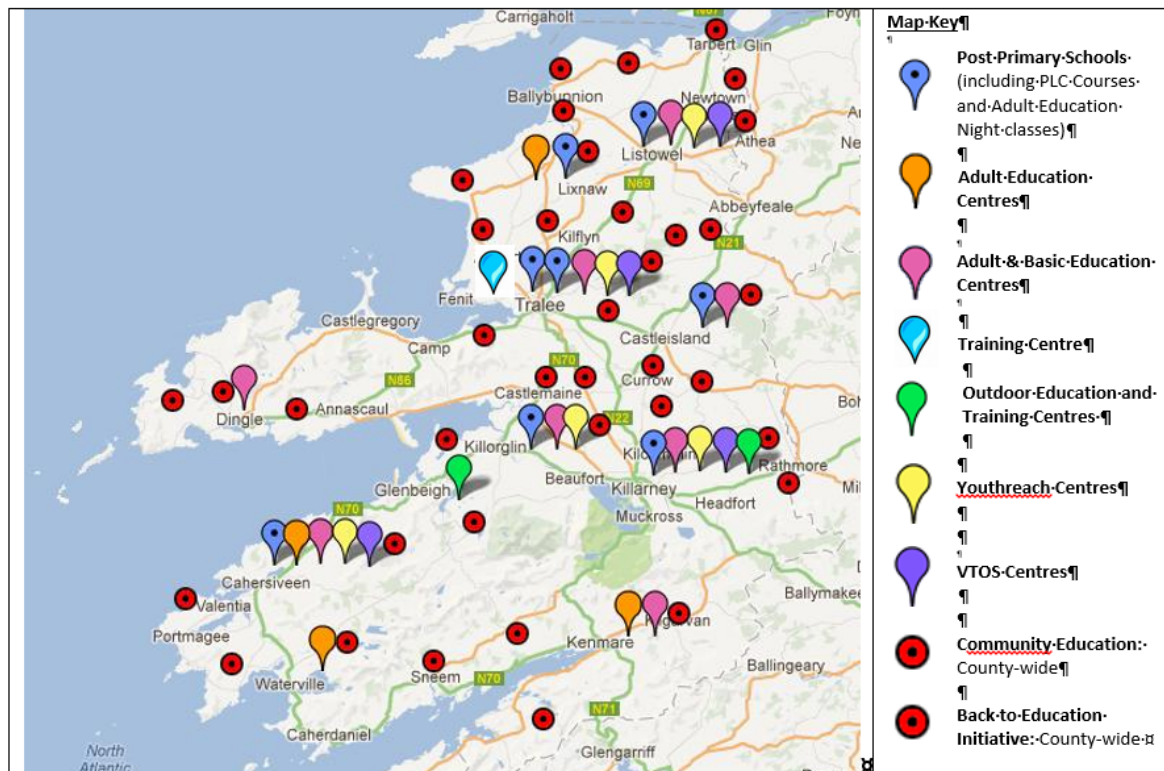 Carrigaholt
N67
Foyn
Tarbert
Glin
Ballybunnion
Newtown
Athea
Listowel
Lixnaw
N69
Abbeyfeale
Kilflyn
N21
Fenit
Tralee
Castlegregory
Camp
Castleisland
N70
N86
Currow
Castlemaine
Dingle
Annascaul
N22
Killorglin
Rathmore
Beaufort
Glenbeigh
Killarney
Headfort
Muckross
N70
Cahersiveen
Ballymakee
Valentia
Portmagee
Kenmare
Ballingeary
Waterville
Sneem
N70
N71
Caherdaniel
Glengarriff
North
Atlantic
Map·Key¶
¶
Post·Primary·Schools·
(including·PLC·Courses·
and·Adult·Education·
Night·classes)¶
¶
Adult·Education·
Centres¶
¶
¶
Adult·&·Basic·Education·
Centres¶
¶
¶
Training·Centre¶
¶
Outdoor·Education·and·
Training·Centres·¶
¶
¶
Youthreach·Centres¶
¶
¶
¶
VTOS·Centres¶
¶
¶
Community·Education:·
County-wide¶
¶
Back·to·Education·
Initiative:·County-wide·¤
¤